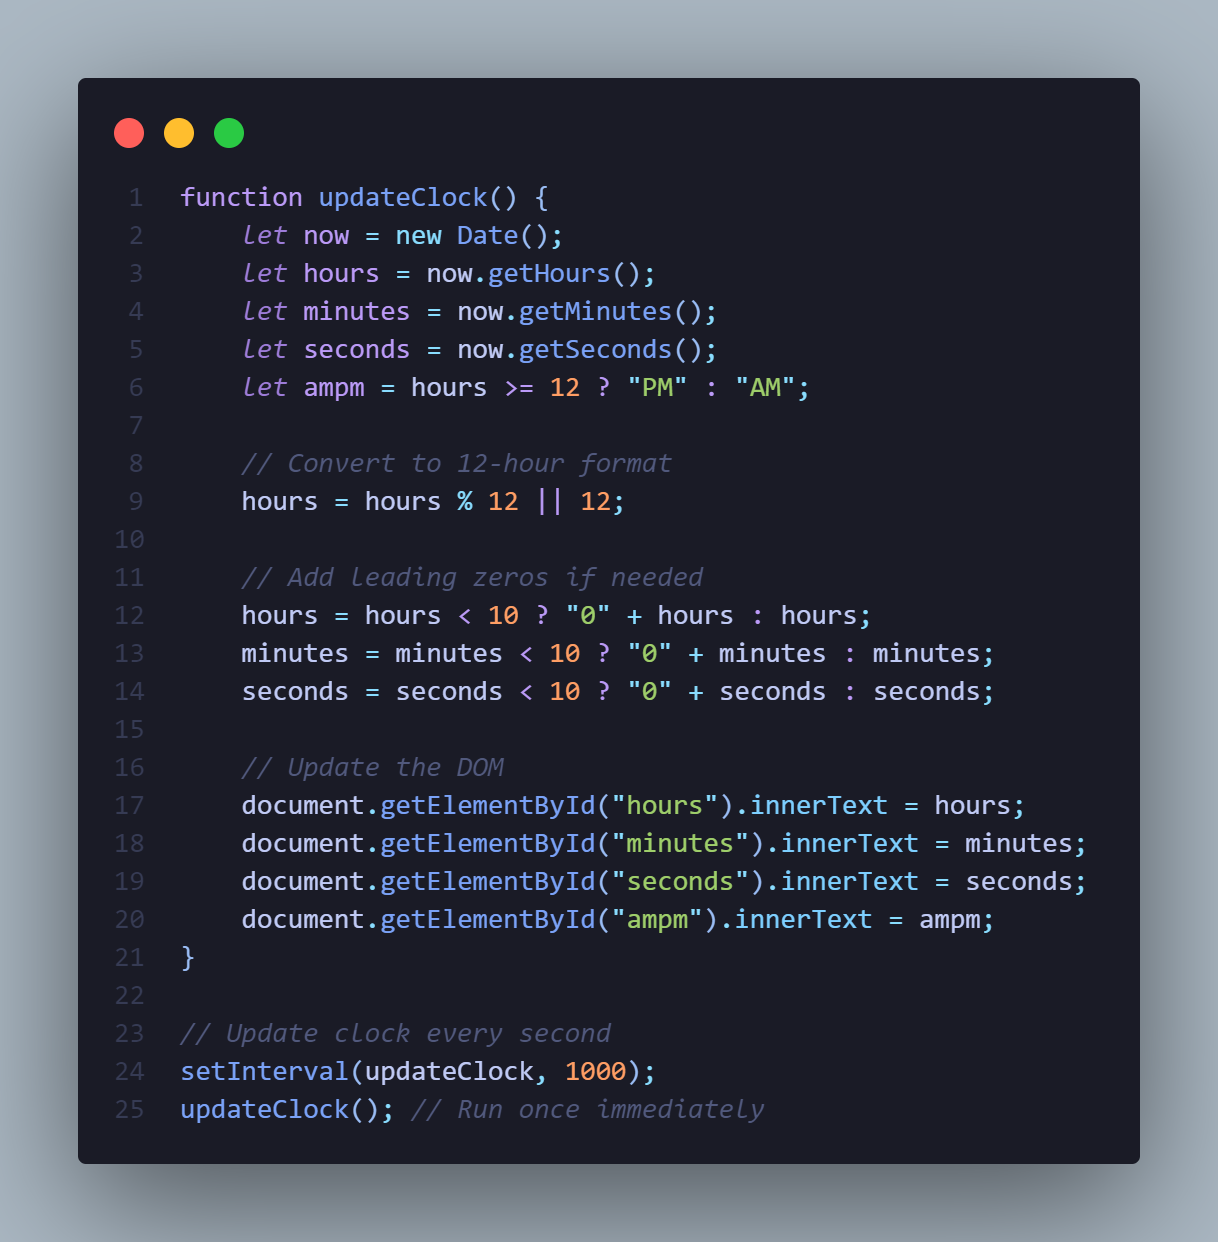 1 function updateClock() {
2     let now = new Date();
3     let hours = now.getHours();
4     let minutes = now.getMinutes();
5     let seconds = now.getSeconds();
6     let ampm = hours >= 12 ? "PM" : "AM";
7
8     // Convert to 12-hour format
9     hours = hours % 12 || 12;
10
11     // Add leading zeros if needed
12     hours = hours < 10 ? "0" + hours : hours;
13     minutes = minutes < 10 ? "0" + minutes : minutes;
14     seconds = seconds < 10 ? "0" + seconds : seconds;
15
16     // Update the DOM
17     document.getElementById("hours").innerText = hours;
18     document.getElementById("minutes").innerText = minutes;
19     document.getElementById("seconds").innerText = seconds;
20     document.getElementById("ampm").innerText = ampm;
21 }
22
23 // Update clock every second
24 setInterval(updateClock, 1000);
25 updateClock(); // Run once immediately